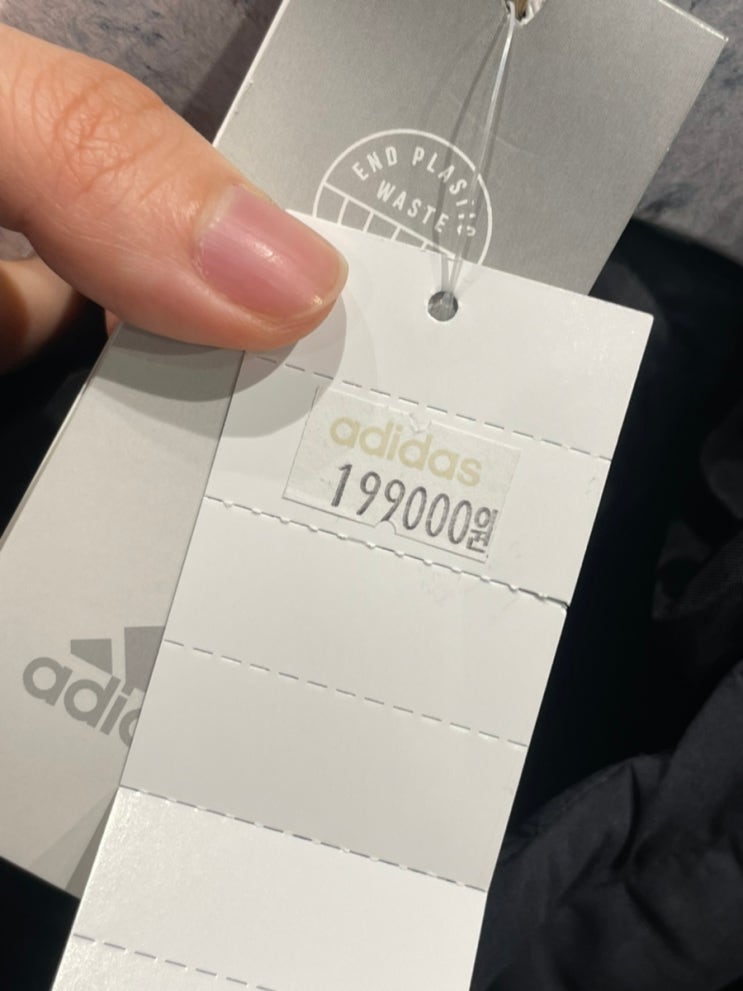 END PLASTIC
WASTE
adidas
199000원
adid